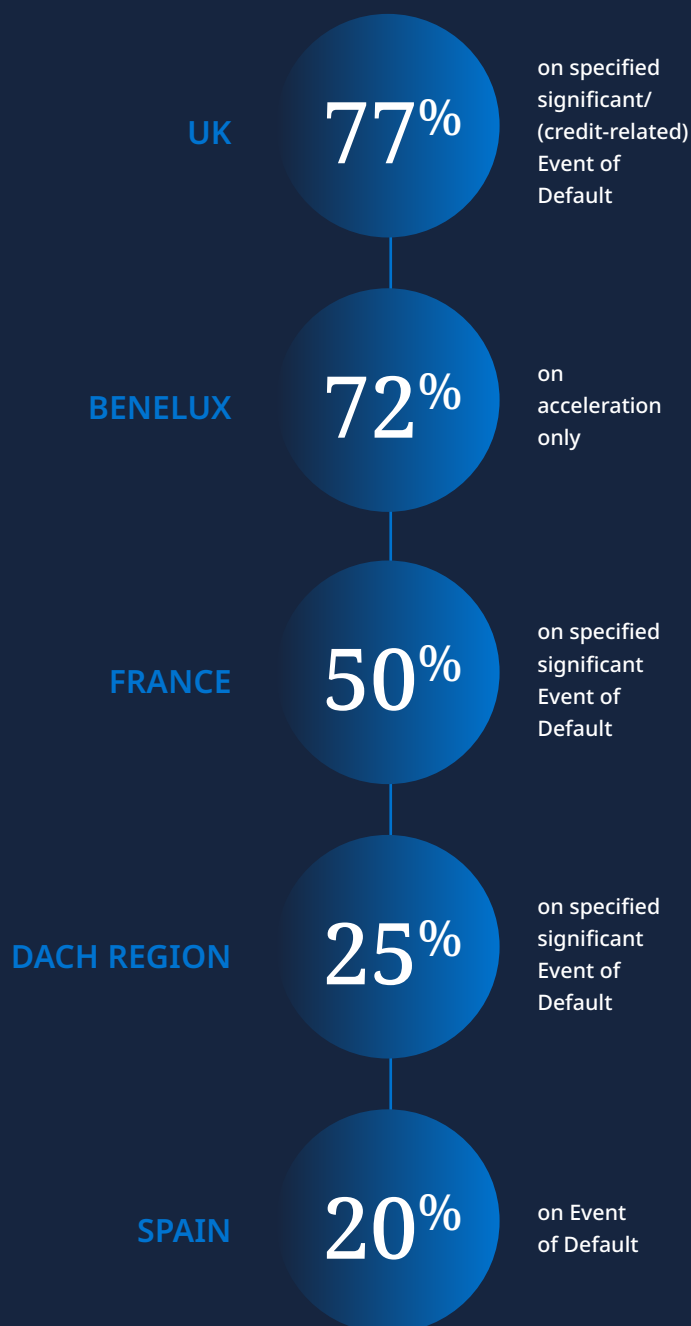 UK
77%
on specified
significant/
(credit-related)
Event of
Default
BENELUX
72%
on
acceleration
only
FRANCE
50%
on specified
significant
Event of
Default
DACH REGION
25%
on specified
significant
Event of
Default
SPAIN
20%
on Event
of Default